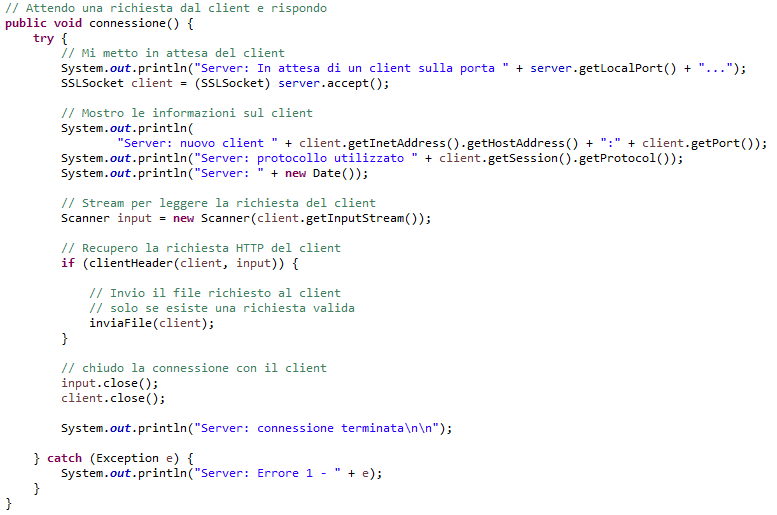 // Attendo una richiesta dal client e rispondo
public void connessione() {
    try {
        // Mi metto in attesa del client
        System.out.println("Server: In attesa di un client sulla porta " + server.getLocalPort() + "...");
        SSLSocket client = (SSLSocket) server.accept();

        // Mostro le informazioni sul client
        System.out.println(
                "Server: nuovo client " + client.getInetAddress().getHostAddress() + ":" + client.getPort());
        System.out.println("Server: protocollo utilizzato " + client.getSession().getProtocol());
        System.out.println("Server: " + new Date());

        // Stream per leggere la richiesta del client
        Scanner input = new Scanner(client.getInputStream());

        // Recupero la richiesta HTTP del client
        if (clientHeader(client, input)) {

            // Invio il file richiesto al client
            // solo se esiste una richiesta valida
            inviaFile(client);
        }

        // chiudo la connessione con il client
        input.close();
        client.close();

        System.out.println("Server: connessione terminata\n\n");

    } catch (Exception e) {
        System.out.println("Server: Errore 1 - " + e);
    }
}